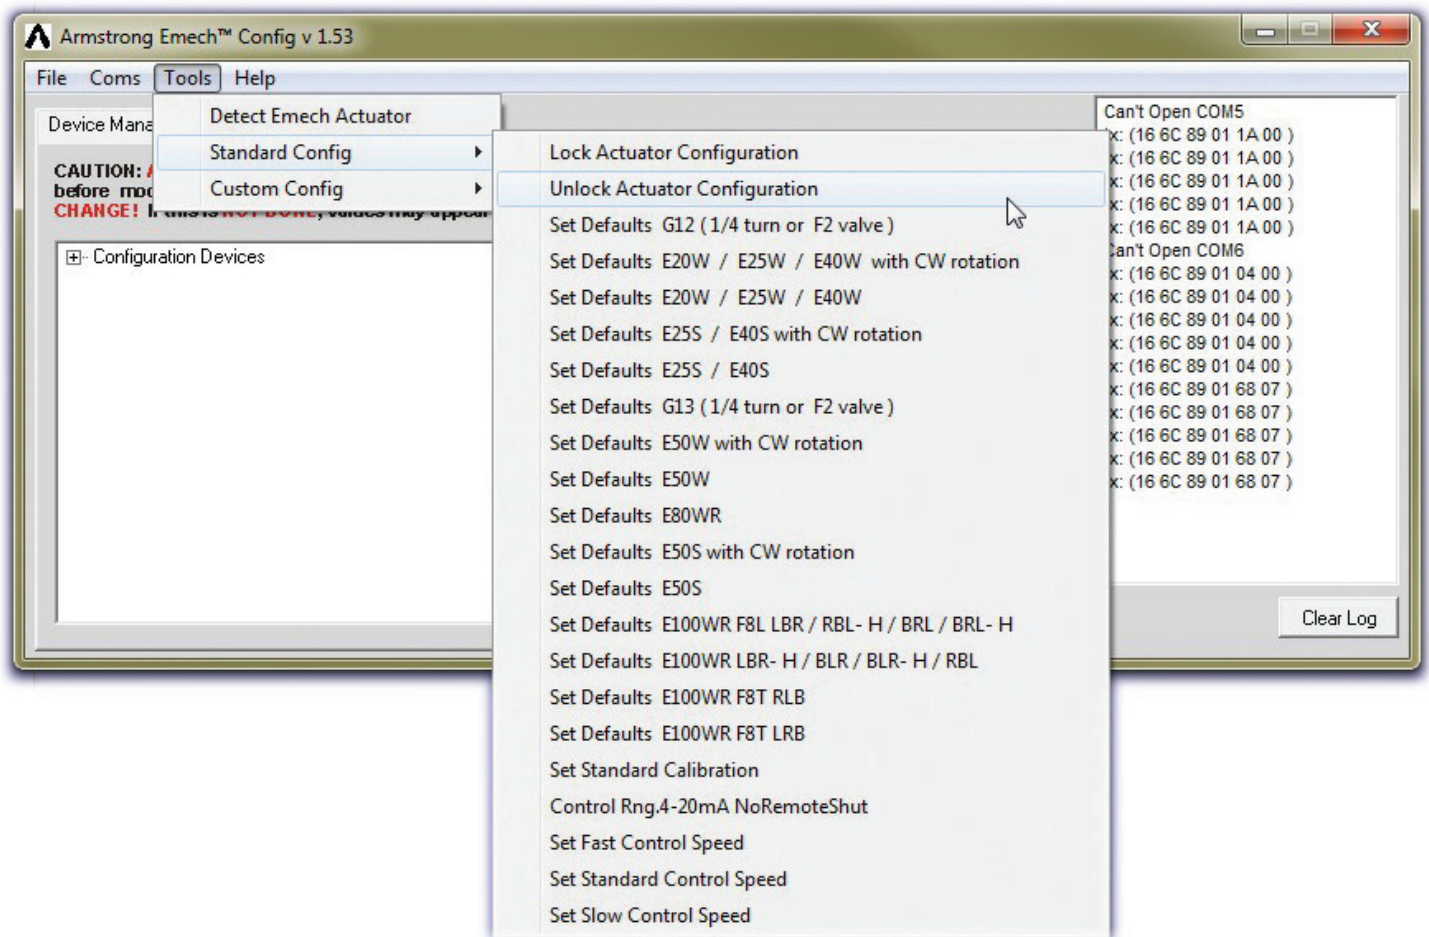 Armstrong Emech™ Config v 1.53
File Coms Tools Help
Device Mana
CAUTION:
before mod
CHANGE! If this is NOT DONE, values may appear
Configuration Devices
Detect Emech Actuator
Standard Config
Custom Config
Lock Actuator Configuration
Unlock Actuator Configuration
Set Defaults G12 ( 1/4 turn or F2 valve )
Set Defaults E20W / E25W / E40W with CW rotation
Set Defaults E20W / E25W / E40W
Set Defaults E25S / E40S with CW rotation
Set Defaults E25S / E40S
Set Defaults G13 ( 1/4 turn or F2 valve )
Set Defaults E50W with CW rotation
Set Defaults E50W
Set Defaults E80WR
Set Defaults E50S with CW rotation
Set Defaults E50S
Set Defaults E100WR F8L LBR / RBL- H / BRL / BRL- H
Set Defaults E100WR LBR- H / BLR / BLR- H / RBL
Set Defaults E100WR F8T RLB
Set Defaults E100WR F8T LRB
Set Standard Calibration
Control Rng.4-20mA NoRemoteShut
Set Fast Control Speed
Set Standard Control Speed
Set Slow Control Speed
Can't Open COM5
x: (16 6C 89 01 1A 00 )
x: (16 6C 89 01 1A 00 )
x: (16 6C 89 01 1A 00 )
x: (16 6C 89 01 1A 00 )
x: (16 6C 89 01 1A 00 )
Can't Open COM6
x: (16 6C 89 01 04 00 )
x: (16 6C 89 01 04 00 )
x: (16 6C 89 01 04 00 )
x: (16 6C 89 01 04 00 )
x: (16 6C 89 01 04 00 )
x: (16 6C 89 01 68 07 )
x: (16 6C 89 01 68 07 )
x: (16 6C 89 01 68 07 )
x: (16 6C 89 01 68 07 )
x: (16 6C 89 01 68 07 )
Clear Log